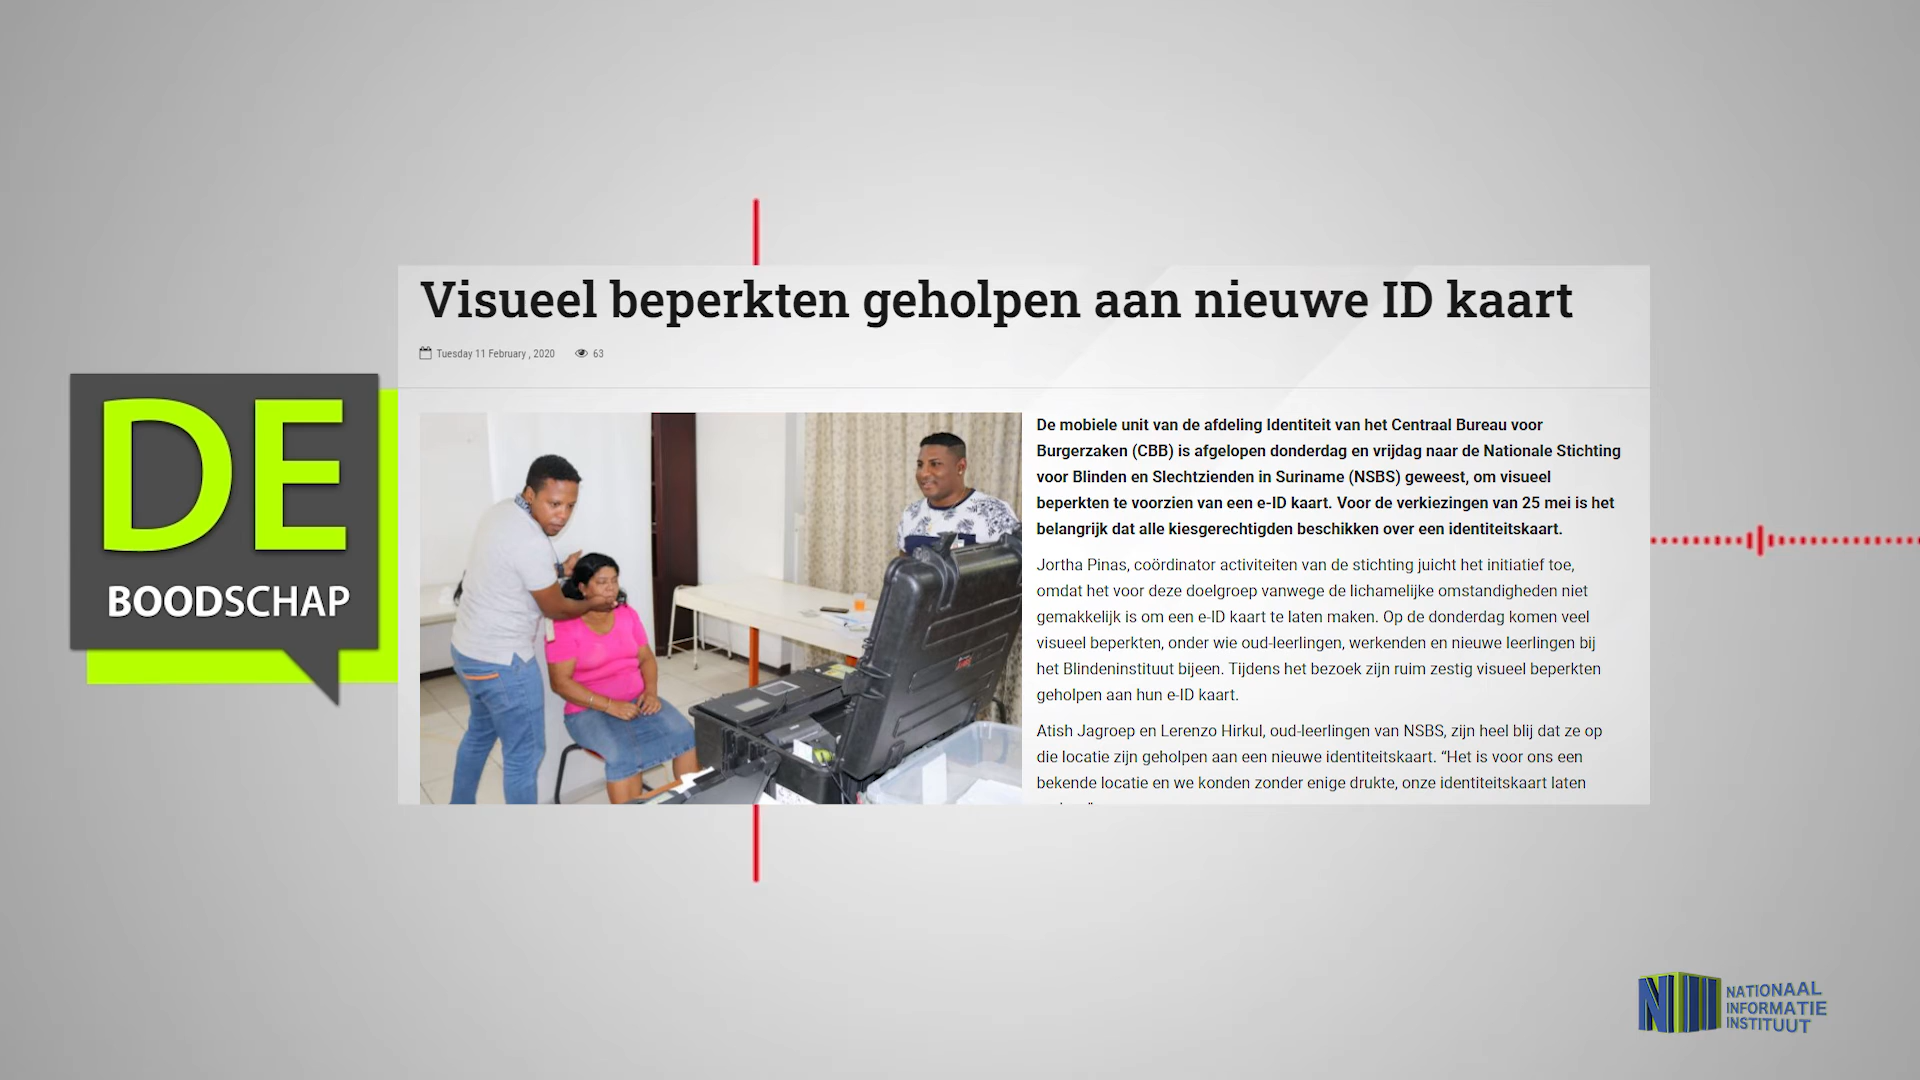 Visueel beperkten geholpen aan nieuwe ID kaart
Tuesday 11 February , 2020 63
DE
BOODSCHAP
De mobiele unit van de afdeling Identiteit van het Centraal Bureau voor
Burgerzaken (CBB) is afgelopen donderdag en vrijdag naar de Nationale Stichting
voor Blinden en Slechtzienden in Suriname (NSBS) geweest, om visueel
beperkten te voorzien van een e-ID kaart. Voor de verkiezingen van 25 mei is het
belangrijk dat alle kiesgerechtigden beschikken over een identiteitskaart.
Jortha Pinas, coördinator activiteiten van de stichting juicht het initiatief toe,
omdat het voor deze doelgroep vanwege de lichamelijke omstandigheden niet
gemakkelijk is om een e-ID kaart te laten maken. Op de donderdag komen veel
visueel beperkten, onder wie oud-leerlingen, werkenden en nieuwe leerlingen bij
het Blindeninstituut bijeen. Tijdens het bezoek zijn ruim zestig visueel beperkten
geholpen aan hun e-ID kaart.
Atish Jagroep en Lerenzo Hirkul, oud-leerlingen van NSBS, zijn heel blij dat ze op
die locatie zijn geholpen aan een nieuwe identiteitskaart. “Het is voor ons een
bekende locatie en we konden zonder enige drukte, onze identiteitskaart laten
NII NATIONAAL
INFORMATIE
INSTITUUT